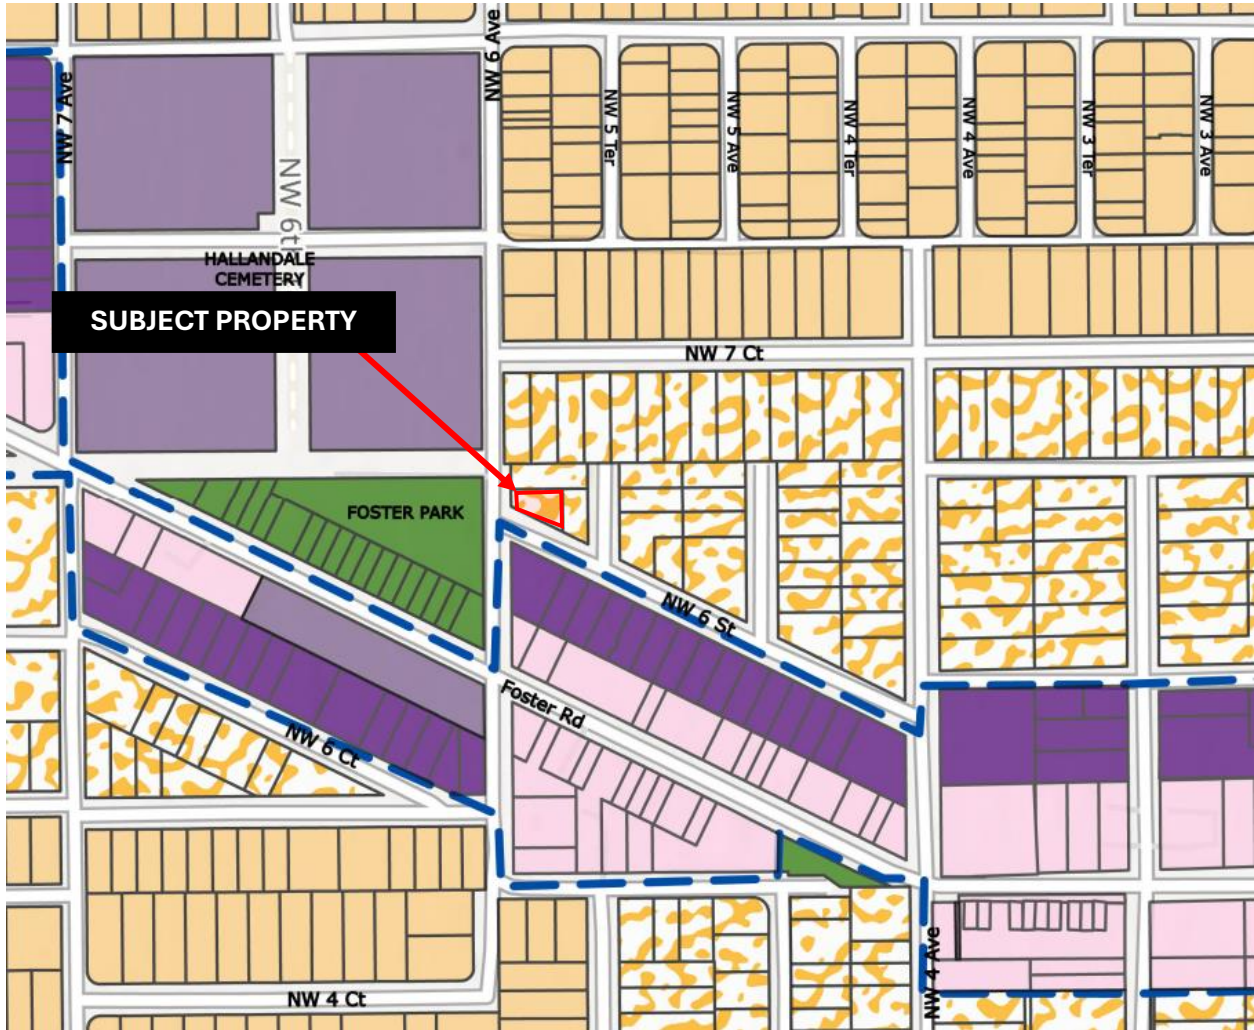 NW 6 Ave
NW 7 Ave
NW 5 Ter
NW 5 Ave
NW 4 Ter
NW 4 Ave
NW 3 Ter
NW 3 Ave
NW 6t
HALLANDALE
CEMETERY
SUBJECT PROPERTY
NW 7 Ct
FOSTER PARK
NW 6 St
Foster Rd
NW 6 Ct
NW 4 Ave
NW 4 Ct